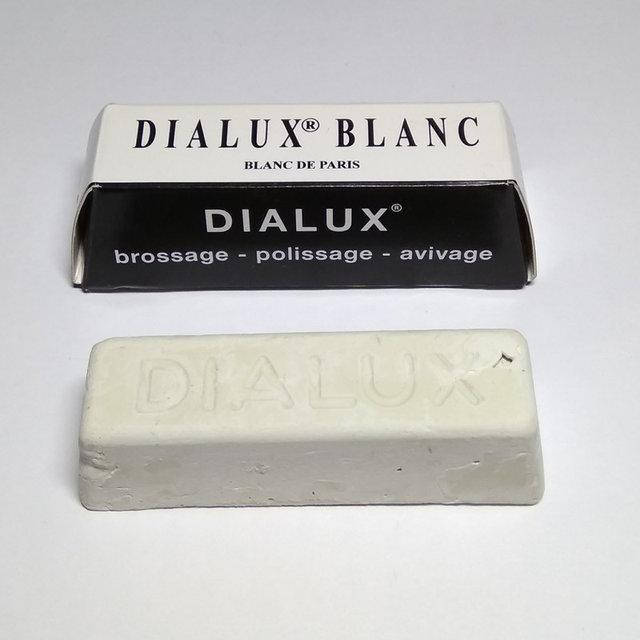 DIALUX® BLANC
BLANC DE PARIS
DIALUX®
brossage - polissage - avivage
DIALUX